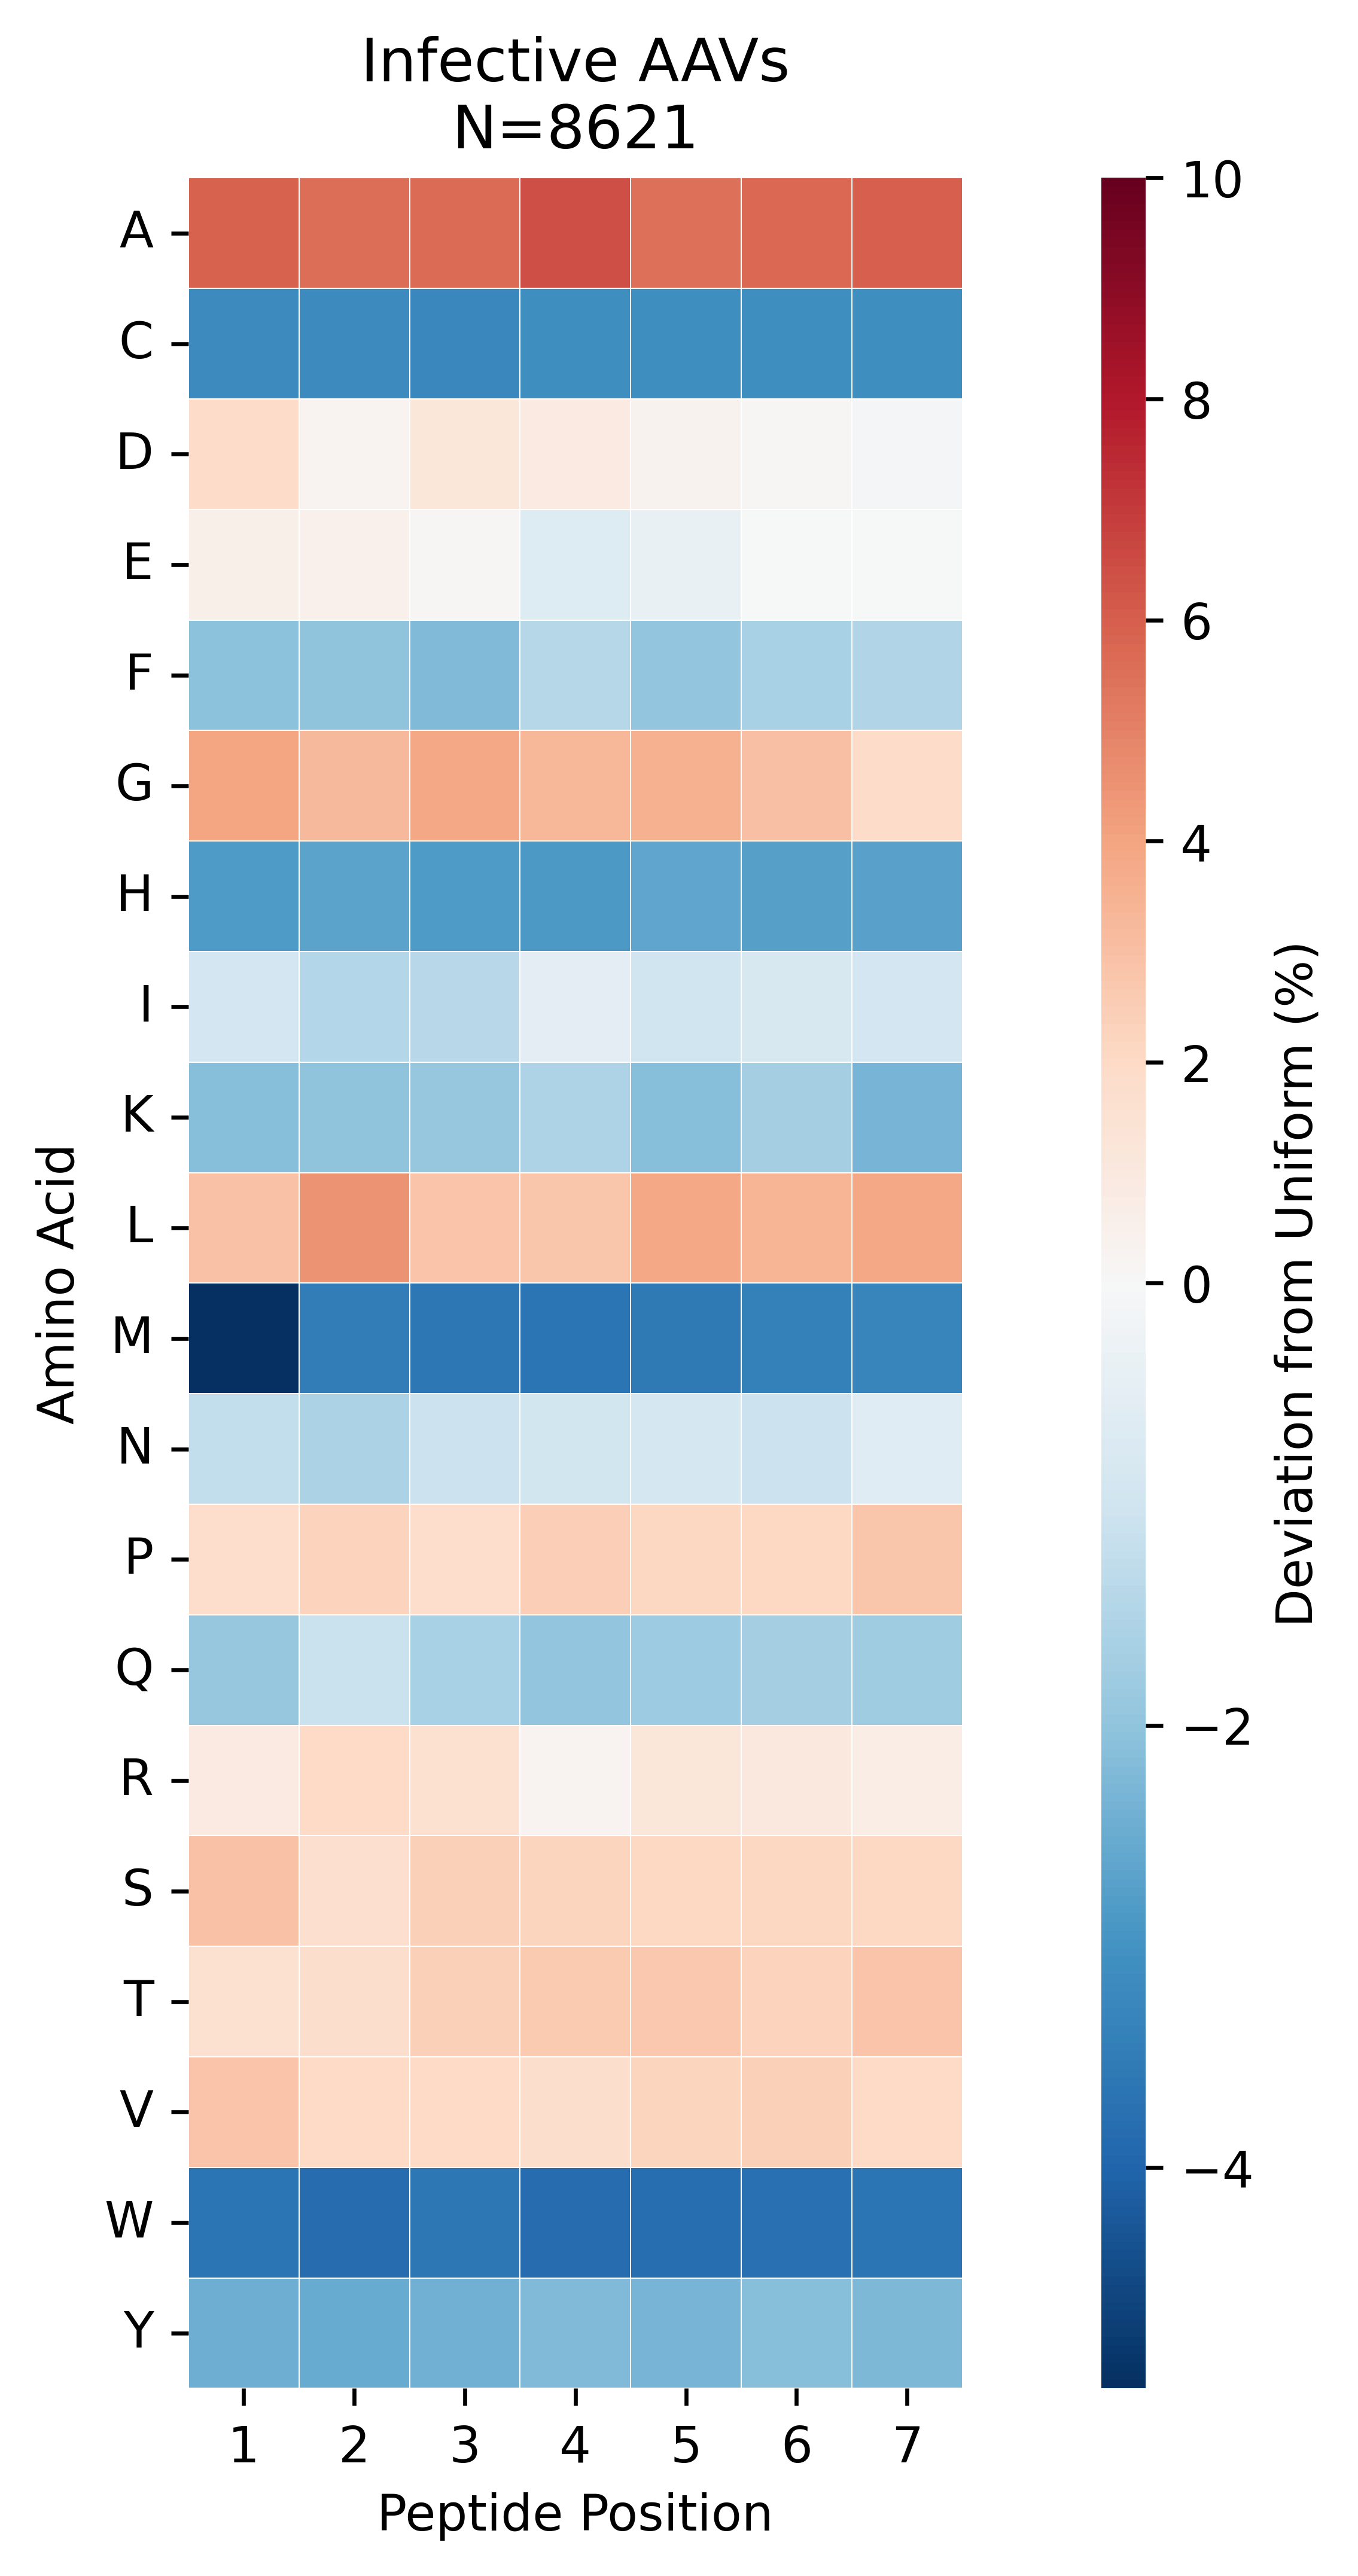 Infective AAVs
N=8621
A
C
D
E
F
G
H
I
K
L
M
N
P
Q
R
S
T
V
W
Y
Amino Acid
1 2 3 4 5 6 7
Peptide Position
10
8
6
4
2
0
−2
−4
Deviation from Uniform (%)